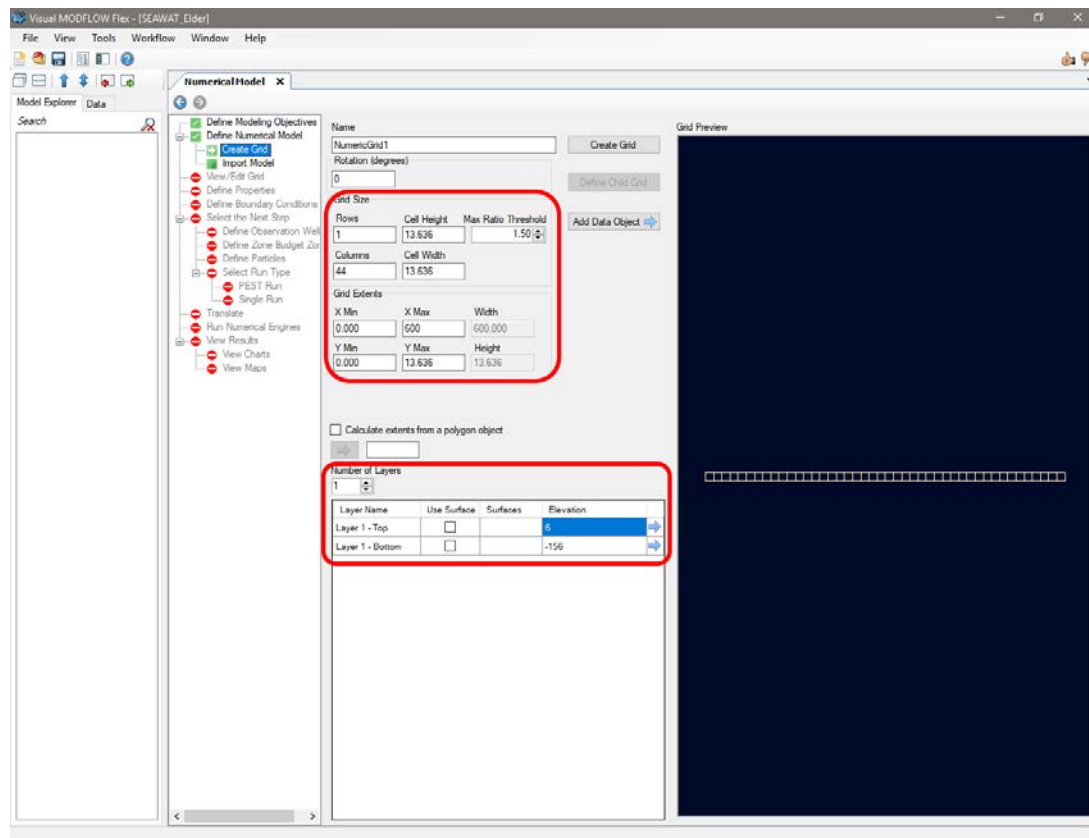 Visual MODFLOW Flex - [SEAWAT_Elder]
File View Tools Workflow Window Help
NumericalModel X
Model Explorer Data
Search
Define Modeling Objectives
Define Numerical Model
Create Grid
Import Model
View/Edit Grid
Define Properties
Define Boundary Conditions
Select the Next Step
Define Observation Well
Define Zone Budget Zor
Define Particles
Select Run Type
PEST Run
Single Run
Translate
Run Numerical Engines
View Results
View Charts
View Maps
Name
NumericGrid1
Create Grid
Rotation (degrees)
0
Define Child Grid
Grid Size
Rows Cell Height Max Ratio Threshold
1 13.636 1.50
Add Data Object
Columns Cell Width
44 13.636
Grid Extents
X Min X Max Width
0.000 600 600.000
Y Min Y Max Height
0.000 13.636 13.636
Calculate extents from a polygon object
Number of Layers
1
Layer Name Use Surface Surfaces Elevation
Layer 1 - Top 6
Layer 1 - Bottom -156
Grid Preview